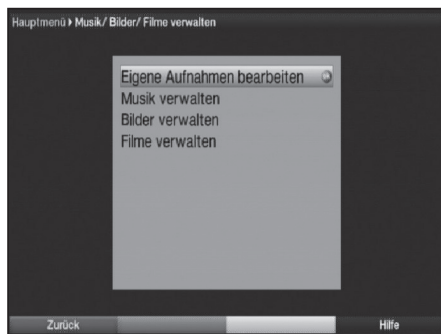 Hauptmenü Musik/ Bilder/ Filme verwalten
Eigene Aufnahmen bearbeiten
Musik verwalten
Bilder verwalten
Filme verwalten
Zurück Hilfe